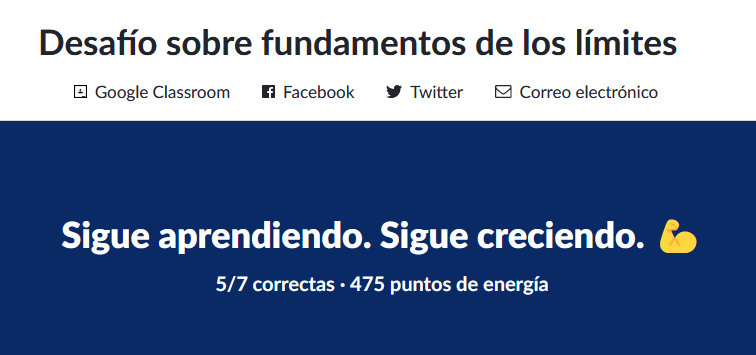 Desafío sobre fundamentos de los límites
Google Classroom Facebook Twitter Correo electrónico
Sigue aprendiendo. Sigue creciendo. 💪
5/7 correctas · 475 puntos de energía